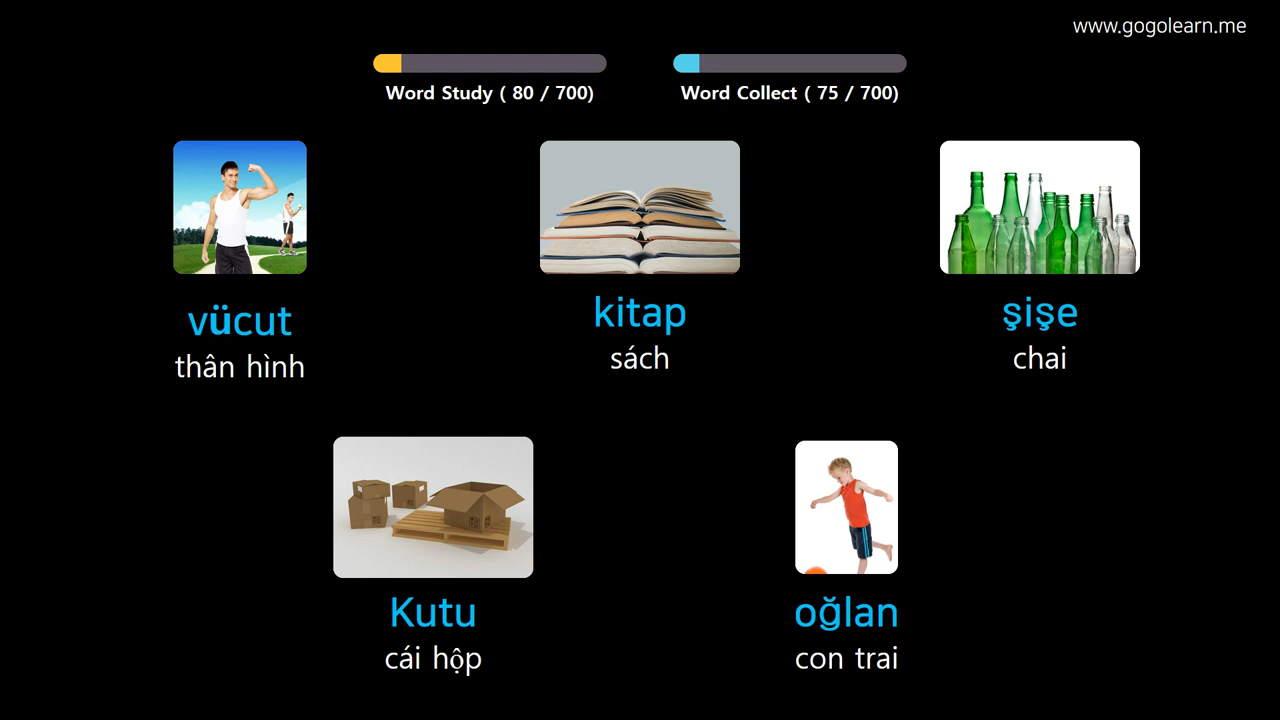 www.gogolearn.me
Word Study ( 80 / 700)
Word Collect ( 75 / 700)
vücut
thân hình
kitap
sách
şişe
chai
Kutu
cái hộp
oğlan
con trai